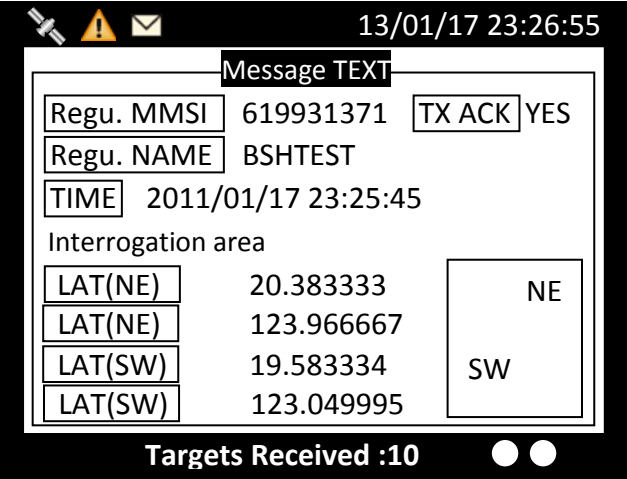 13/01/17 23:26:55
Message TEXT
Regu. MMSI 619931371 TX ACK YES
Regu. NAME BSHTEST
TIME 2011/01/17 23:25:45
Interrogation area
LAT(NE) 20.383333 NE
LAT(NE) 123.966667
LAT(SW) 19.583334 SW
LAT(SW) 123.049995
Targets Received :10